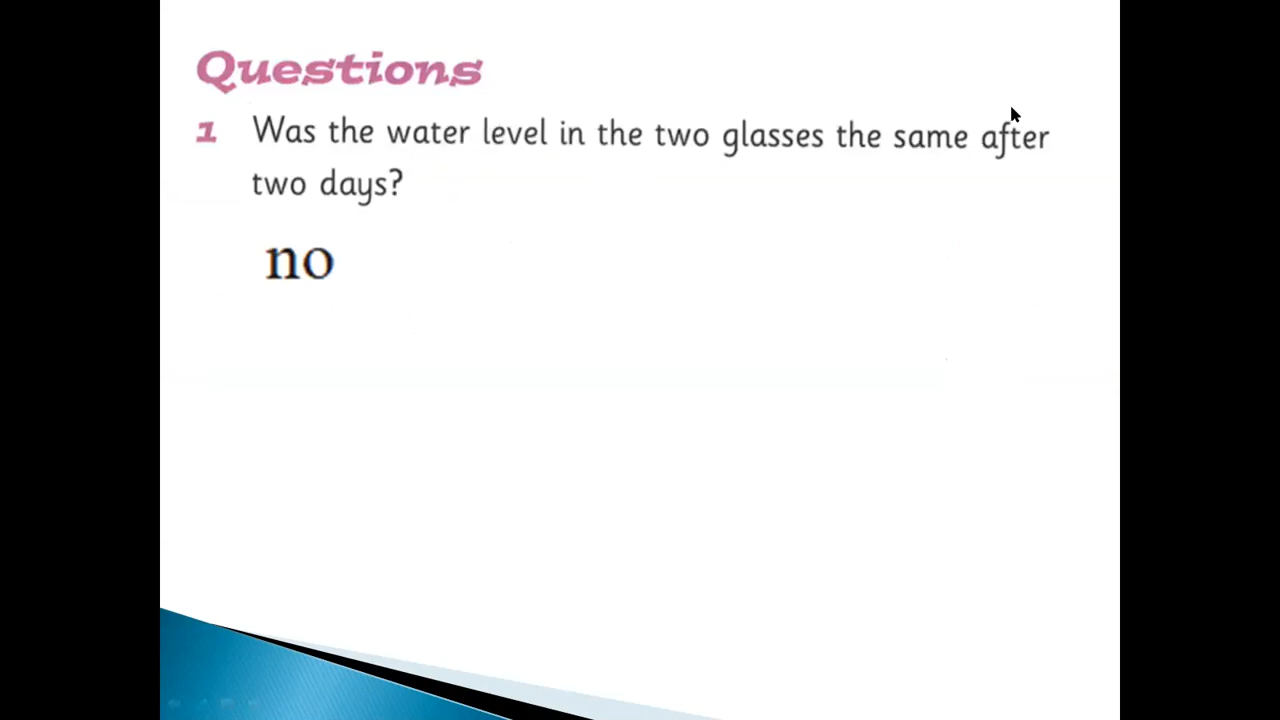 Questions
1 Was the water level in the two glasses the same after
two days?
no